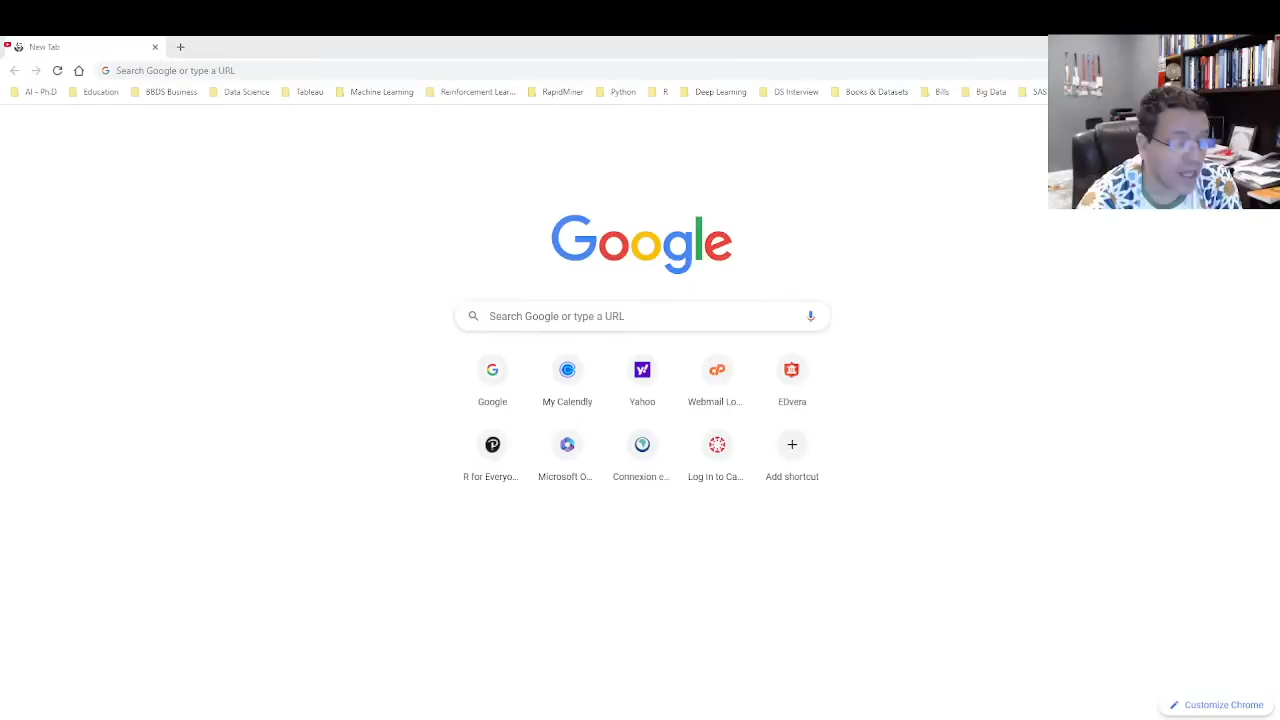 New Tab
Search Google or type a URL
AI - Ph.D Education BBDS Business Data Science Tableau Machine Learning Reinforcement Lear... RapidMiner Python R Deep Learning DS Interview Books & Datasets Bills Big Data SAS
Google
Search Google or type a URL
Google My Calendly Yahoo Webmail Lo... EDvera
R for Everyo... Microsoft O... Connexion e... Log In to Ca... Add shortcut
Customize Chrome